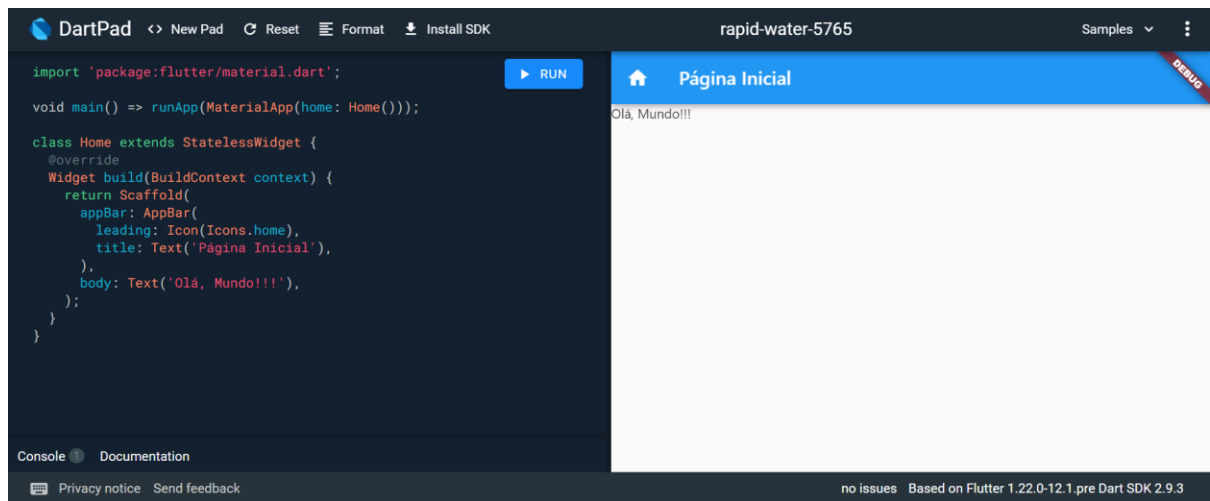 DartPad <> New Pad Reset Format Install SDK rapid-water-5765 Samples
import 'package:flutter/material.dart';
RUN
void main() => runApp(MaterialApp(home: Home()));
class Home extends StatelessWidget {
@override
Widget build(BuildContext context) {
return Scaffold(
appBar: AppBar(
leading: Icon(Icons.home),
title: Text('Página Inicial'),
),
body: Text('Olá, Mundo!!!'),
);
}
}
Página Inicial
DEBUG
Olá, Mundo!!!
Console 1 Documentation
Privacy notice Send feedback
no issues Based on Flutter 1.22.0-12.1.pre Dart SDK 2.9.3